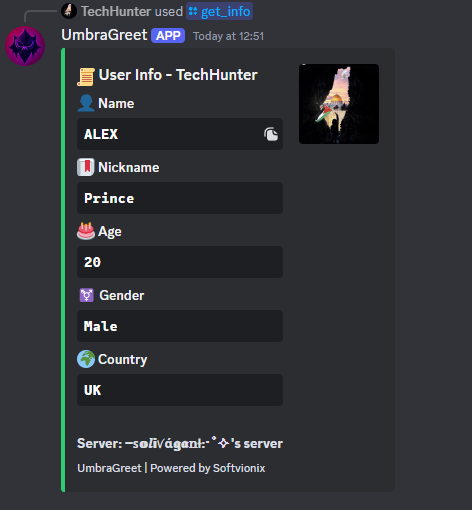 TechHunter used get_info
UmbraGreet APP Today at 12:51
📜 User Info - TechHunter
👤 Name
ALEX
Nickname
Prince
🎂 Age
20
⚧ Gender
Male
🌍 Country
UK
Server: 's server
UmbraGreet | Powered by Softvionix